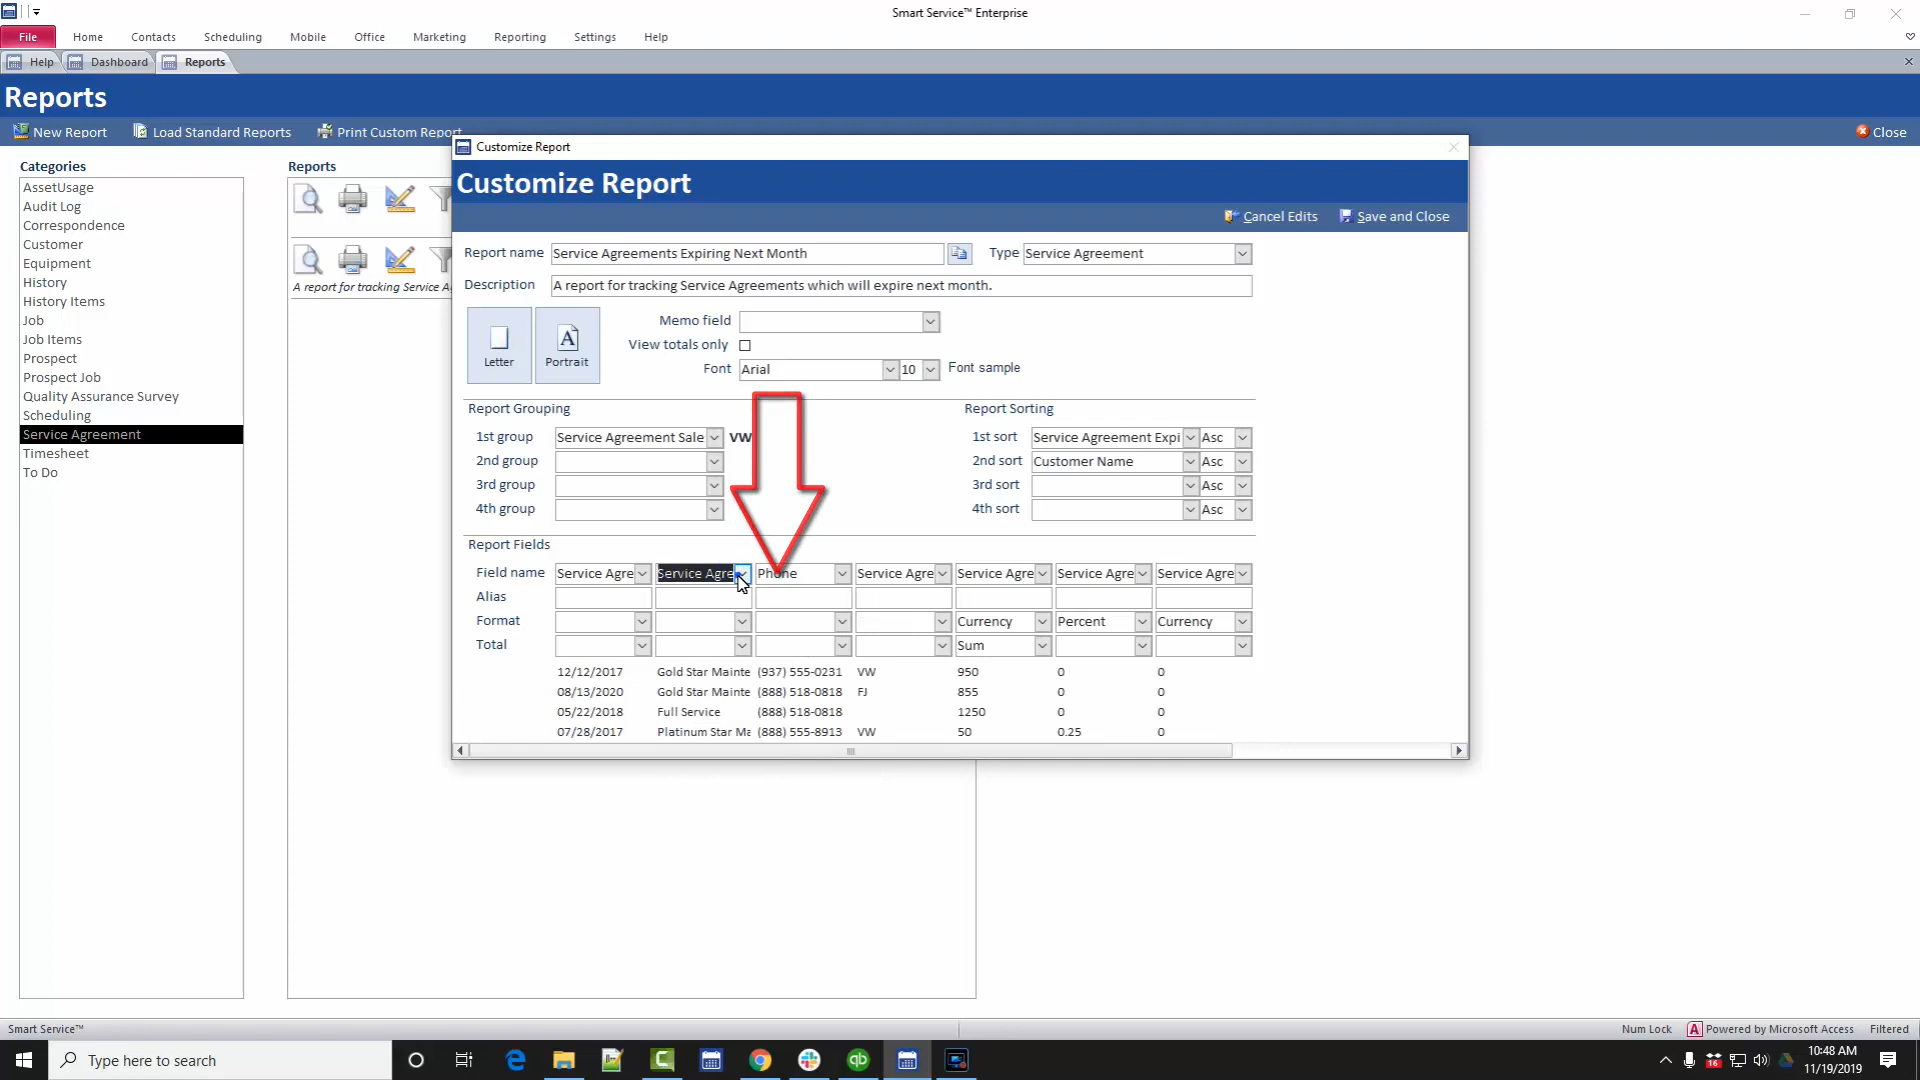 Smart Service™ Enterprise
File Home Contacts Scheduling Mobile Office Marketing Reporting Settings Help
Help Dashboard Reports
Reports
New Report Load Standard Reports Print Custom Report Close
Categories
AssetUsage
Audit Log
Correspondence
Customer
Equipment
History
History Items
Job
Job Items
Prospect
Prospect Job
Quality Assurance Survey
Scheduling
Service Agreement
Timesheet
To Do
Reports
A report for tracking Service A
Customize Report
Customize Report
Cancel Edits Save and Close
Report name Service Agreements Expiring Next Month Type Service Agreement
Description A report for tracking Service Agreements which will expire next month.
Letter Portrait
Memo field
View totals only
Font Arial 10 Font sample
Report Grouping Report Sorting
1st group Service Agreement Sale VW 1st sort Service Agreement Expi Asc
2nd group 2nd sort Customer Name Asc
3rd group 3rd sort Asc
4th group 4th sort Asc
Report Fields
Field name Service Agre Service Agre Phone Service Agre Service Agre Service Agre Service Agre
Alias
Format Currency Percent Currency
Total Sum
12/12/2017 Gold Star Mainte (937) 555-0231 VW 950 0 0
08/13/2020 Gold Star Mainte (888) 518-0818 FJ 855 0 0
05/22/2018 Full Service (888) 518-0818 1250 0 0
07/28/2017 Platinum Star Ma (888) 555-8913 VW 50 0.25 0
Smart Service™ Num Lock Powered by Microsoft Access Filtered
Type here to search
16
10:48 AM
11/19/2019